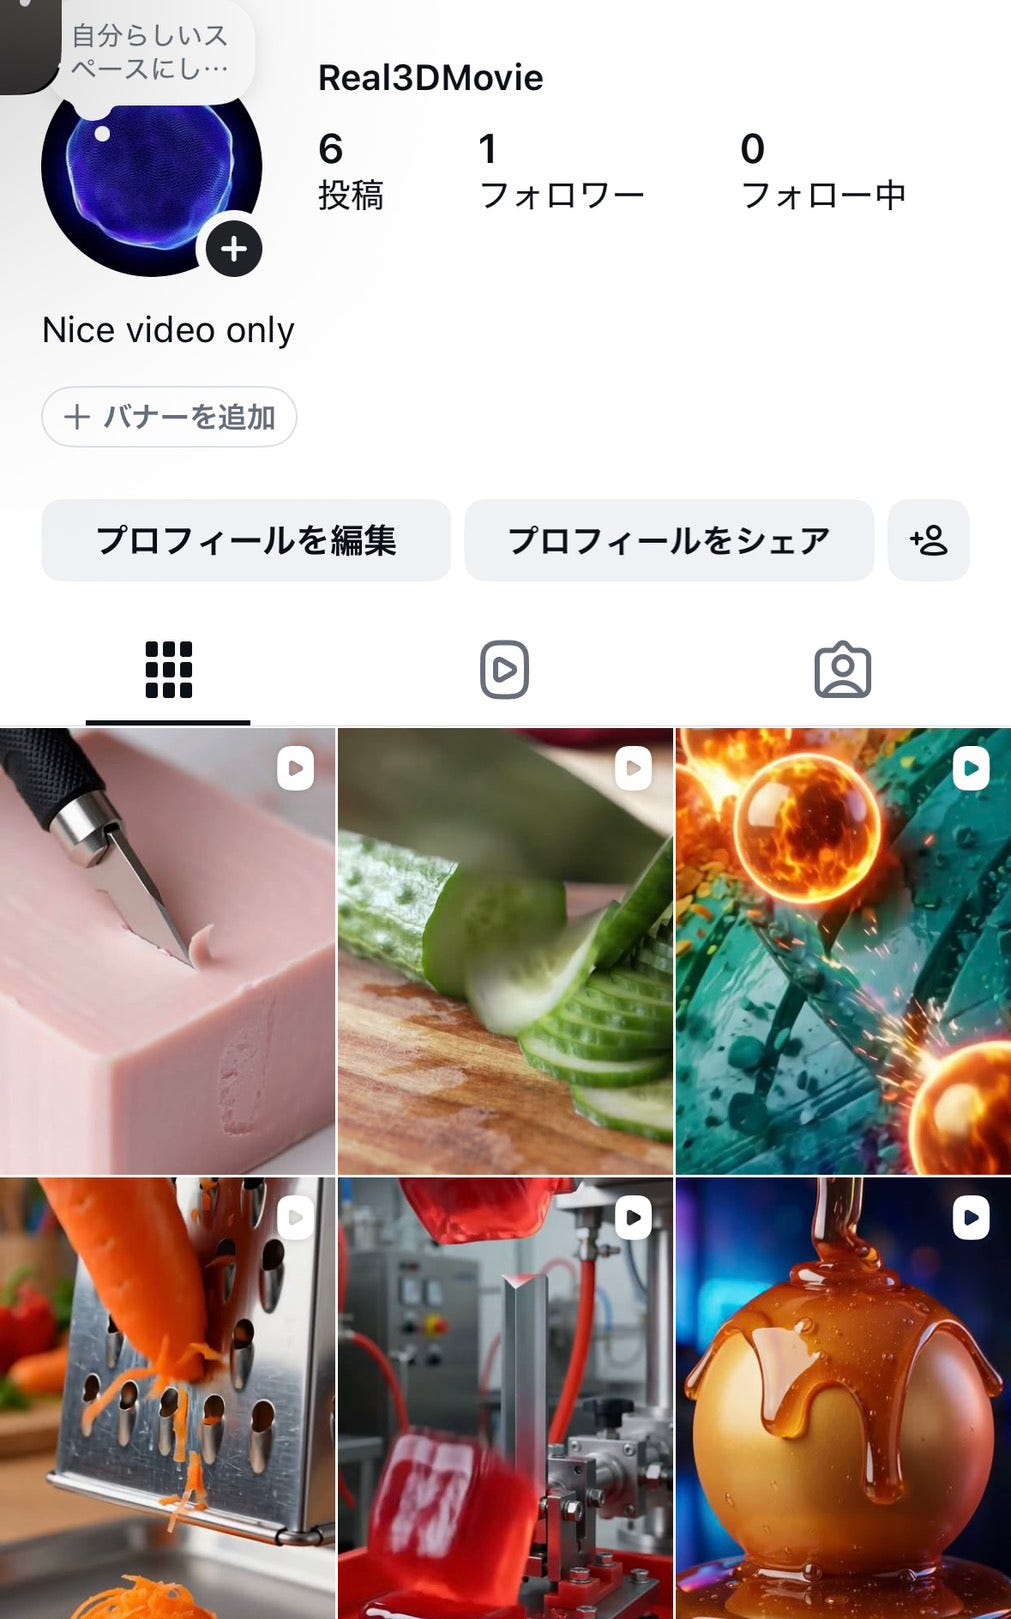 自分らしいス
ペースにし…
Real3DMovie
6
投稿
1
フォロワー
0
フォロー中
Nice video only
+ バナーを追加
プロフィールを編集
プロフィールをシェア